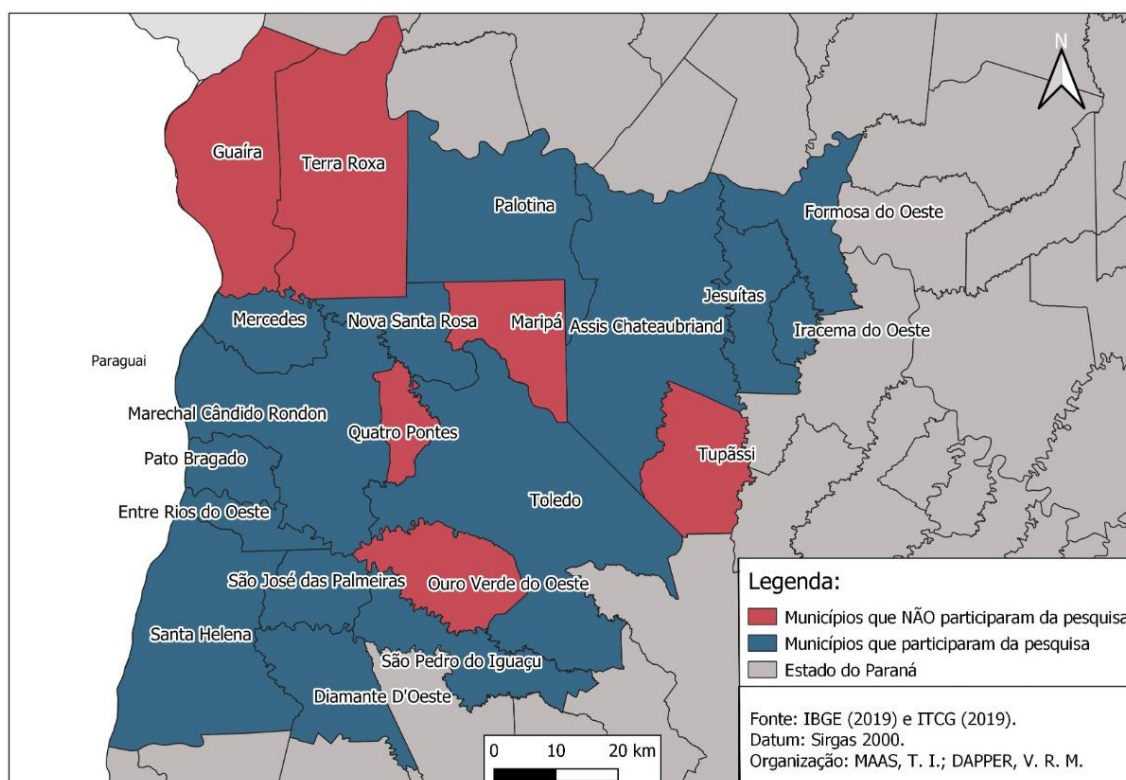 N
Guaíra
Terra Roxa
Palotina
Formosa do Oeste
Jesuítas
Mercedes
Nova Santa Rosa
Maripá
Assis Chateaubriand
Iracema do Oeste
Paraguai
Marechal Cândido Rondon
Quatro Pontes
Pato Bragado
Tupãssi
Toledo
Entre Rios do Oeste
São José das Palmeiras
Ouro Verde do Oeste
Santa Helena
São Pedro do Iguaçu
Diamante D'Oeste
0 10 20 km
Legenda:
Municípios que NÃO participaram da pesquisa
Municípios que participam da pesquisa
Estado do Paraná
Fonte: IBGE (2019) e ITCG (2019).
Datum: Sirgas 2000.
Organização: MAAS, T. I.; DAPPER, V. R. M.